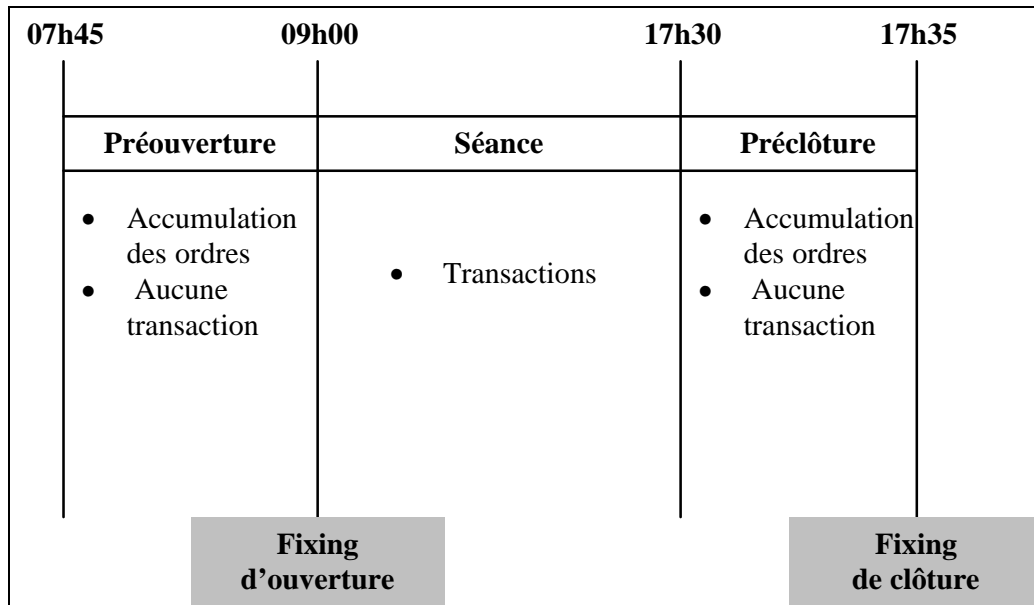 07h45 09h00 17h30 17h35
Préouverture Séance Préclôture
• Accumulation
des ordres
• Aucune
transaction
• Transactions
• Accumulation
des ordres
• Aucune
transaction
Fixing
d’ouverture
Fixing
de clôture